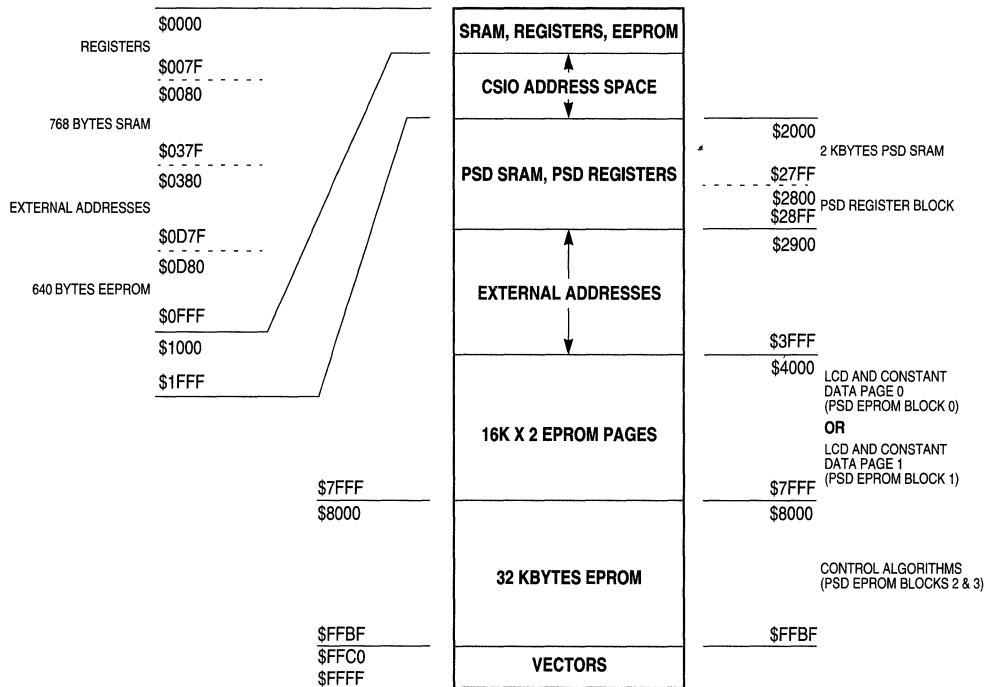 $0000
REGISTERS
$007F
$0080
768 BYTES SRAM
$037F
$0380
EXTERNAL ADDRESSES
$0D7F
$0D80
640 BYTES EEPROM
$0FFF
$1000
$1FFF
$7FFF
$8000
$FFBF
$FFC0
$FFFF
SRAM, REGISTERS, EEPROM
CSIO ADDRESS SPACE
PSD SRAM, PSD REGISTERS
EXTERNAL ADDRESSES
16K X 2 EPROM PAGES
32 KBYTES EPROM
VECTORS
$2000
2 KBYTES PSD SRAM
$27FF
$2800
PSD REGISTER BLOCK
$28FF
$2900
$3FFF
$4000
LCD AND CONSTANT
DATA PAGE 0
(PSD EPROM BLOCK 0)
OR
LCD AND CONSTANT
DATA PAGE 1
(PSD EPROM BLOCK 1)
$7FFF
$8000
CONTROL ALGORITHMS
(PSD EPROM BLOCKS 2 & 3)
$FFBF